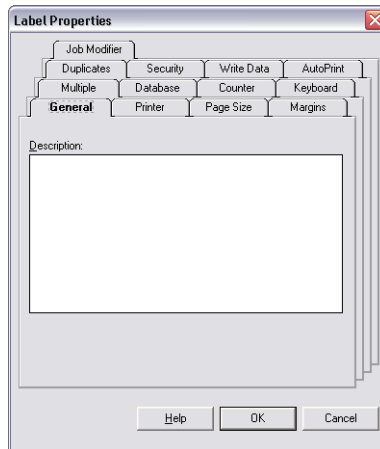 Label Properties
Job Modifier
Duplicates Security Write Data AutoPrint
Multiple Database Counter Keyboard
General Printer Page Size Margins
Description:
Help OK Cancel